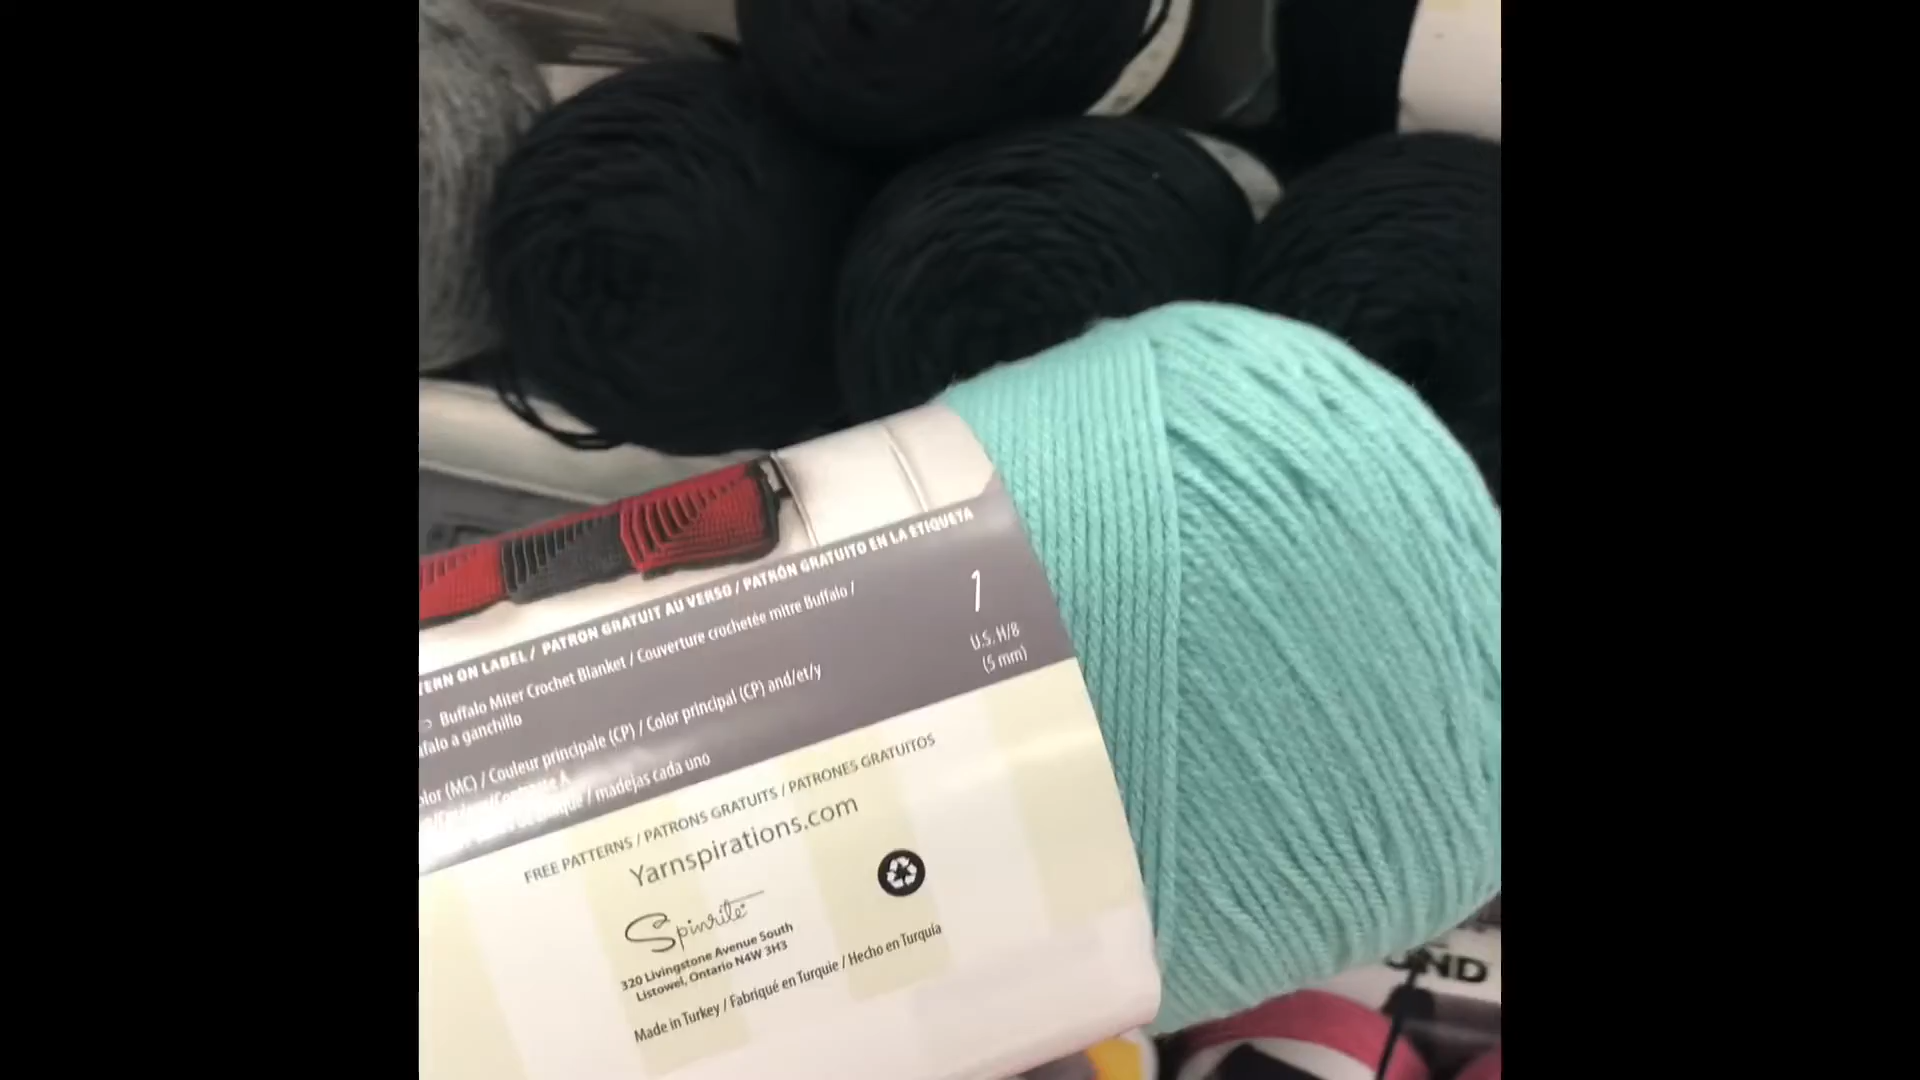 ON LABEL / PATRON GRATUIT AU VERSO / PATRÓN GRATUITO EN LA ETIQUETA
Buffalo Miter Crochet Blanket / Couverture crochetée mitre Buffalo /
a ganchillo
(MC) / Couleur principale (CP) / Color principal (CP) and/et/y
/ madejas cada uno
1
U.S. H/8
(5 mm)
FREE PATTERNS / PATRONS GRATUITS / PATRONES GRATUITOS
Yarnspirations.com
Spinrite
320 Livingstone Avenue South
Listowel, Ontario N4W 3H3
Made in Turkey / Fabriqué en Turquie / Hecho en Turquía